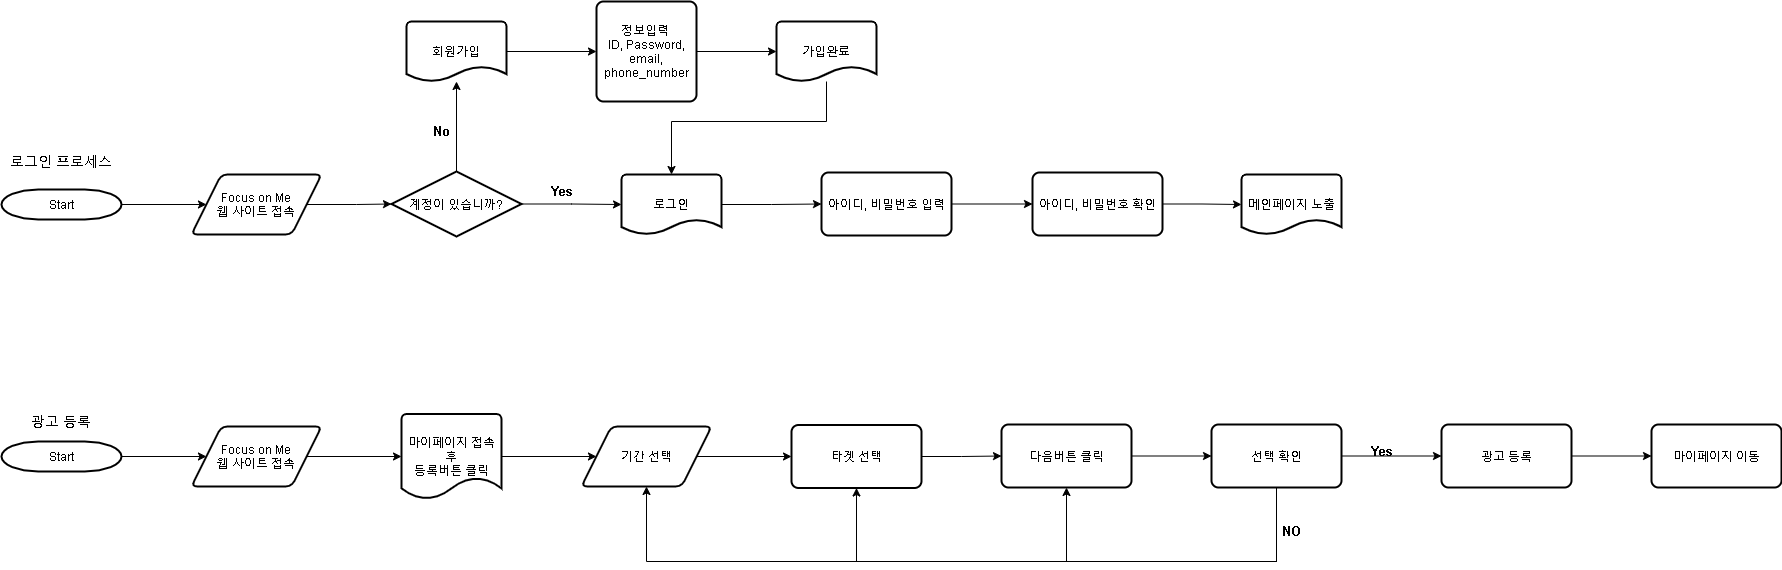 회원가입
정보입력
ID, Password,
email,
phone_number
가입완료
No
로그인 프로세스
Start
Focus on Me
웹 사이트 접속
계정이 있습니까?
Yes
로그인
아이디, 비밀번호 입력
아이디, 비밀번호 확인
메인페이지 노출
광고 등록
Start
Focus on Me
웹 사이트 접속
마이페이지 접속
후
등록버튼 클릭
기간 선택
타겟 선택
다음버튼 클릭
선택 확인
Yes
광고 등록
마이페이지 이동
NO